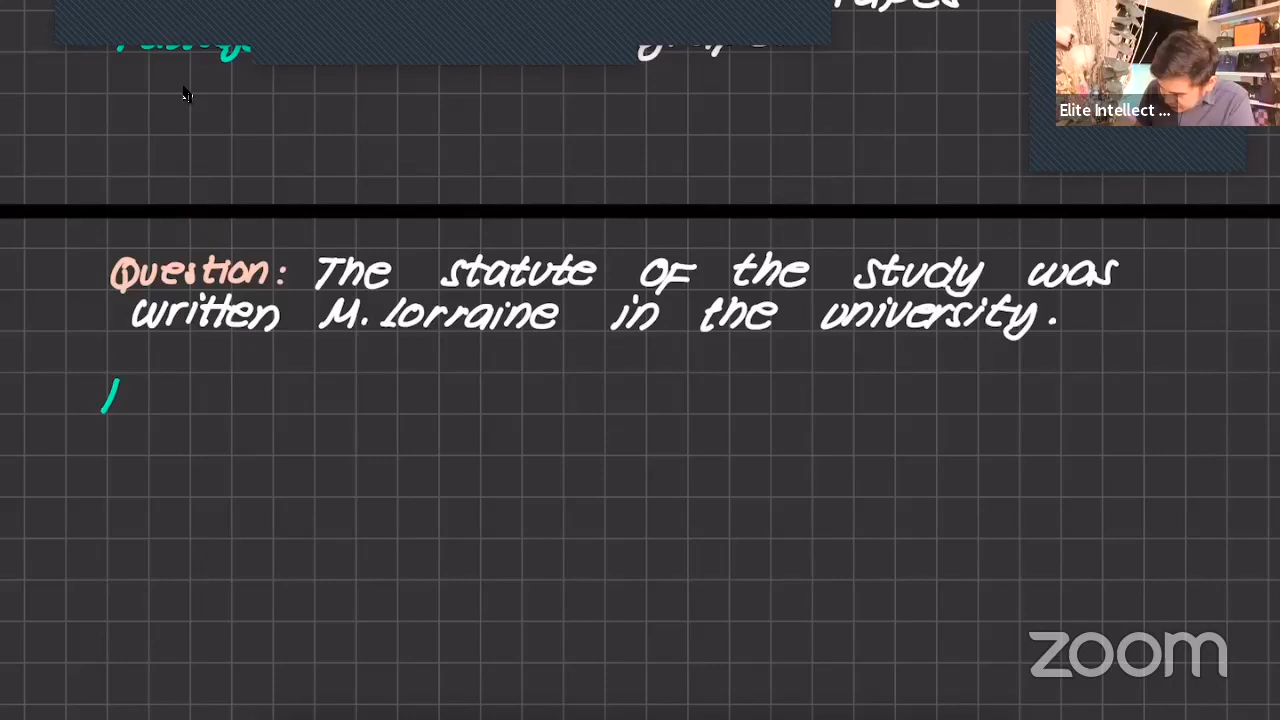 Elite Intellect ...
Question: The statute OF the study was
written M. Lorraine in the university.
zoom